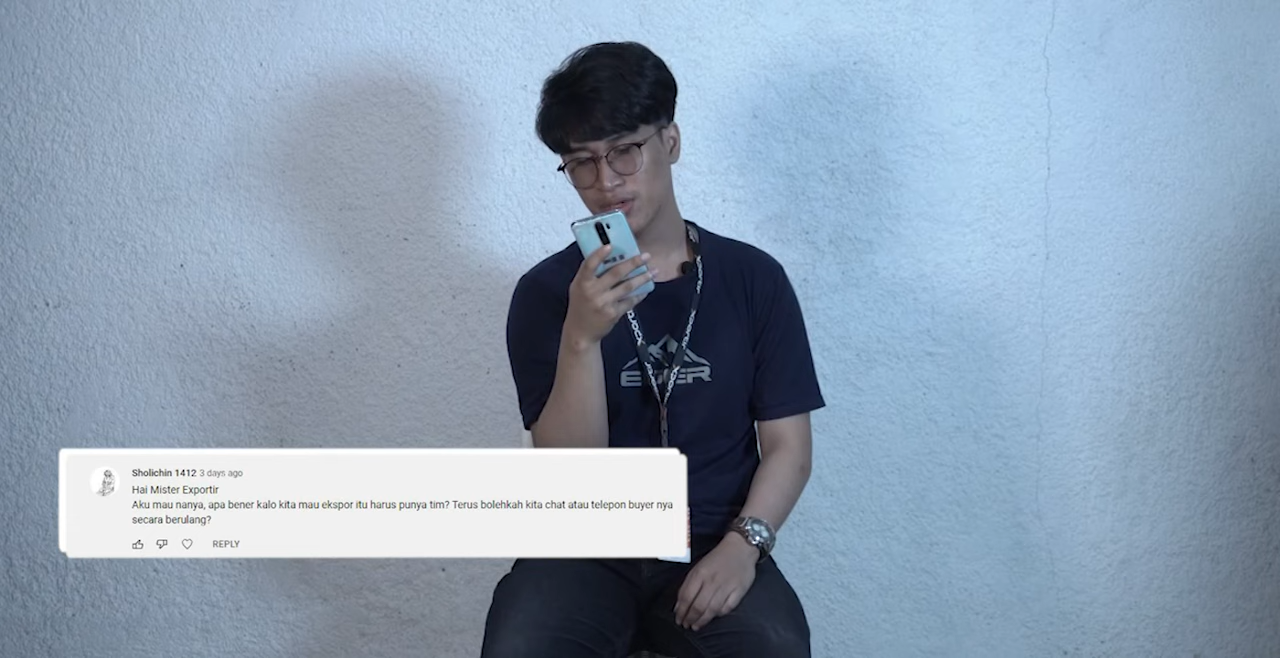 EIGER
Sholichin 1412 3 days ago
Hai Mister Exportir
Aku mau nanya, apa bener kalo kita mau ekspor itu harus punya tim? Terus bolehkah kita chat atau telepon buyer nya
secara berulang?
REPLY